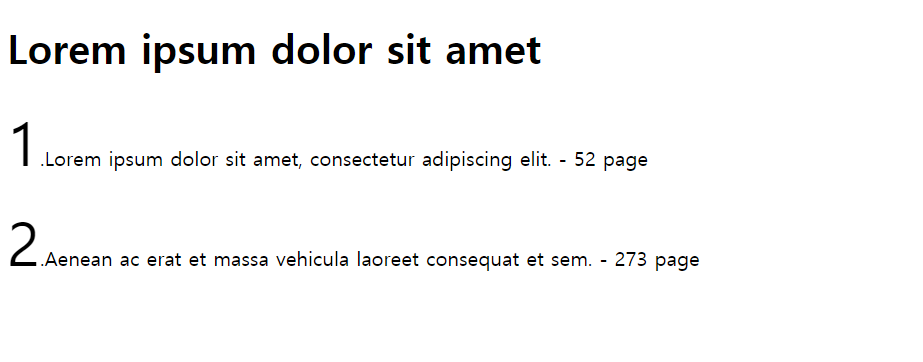 Lorem ipsum dolor sit amet
1.Lorem ipsum dolor sit amet, consectetur adipiscing elit. - 52 page
2.Aenean ac erat et massa vehicula laoreet consequat et sem. - 273 page